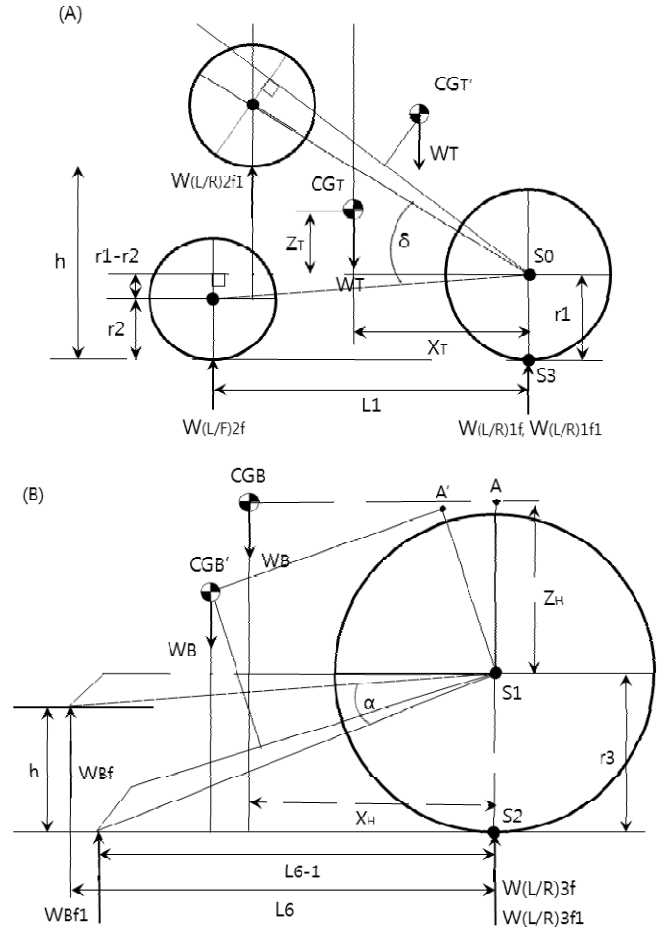 (A)
CGT'
WT
W(L/R)2f1
CGT
h
r1-r2
ZT
δ
S0
WT
r2
r1
XT
S3
L1
W(L/F)2f
W(L/R)1f, W(L/R)1f1
(B)
CGB
A'
A
WB
CGB'
ZH
WB
α
S1
h
WBf
r3
XH
S2
L6-1
W(L/R)3f
L6
WBf1
W(L/R)3f1